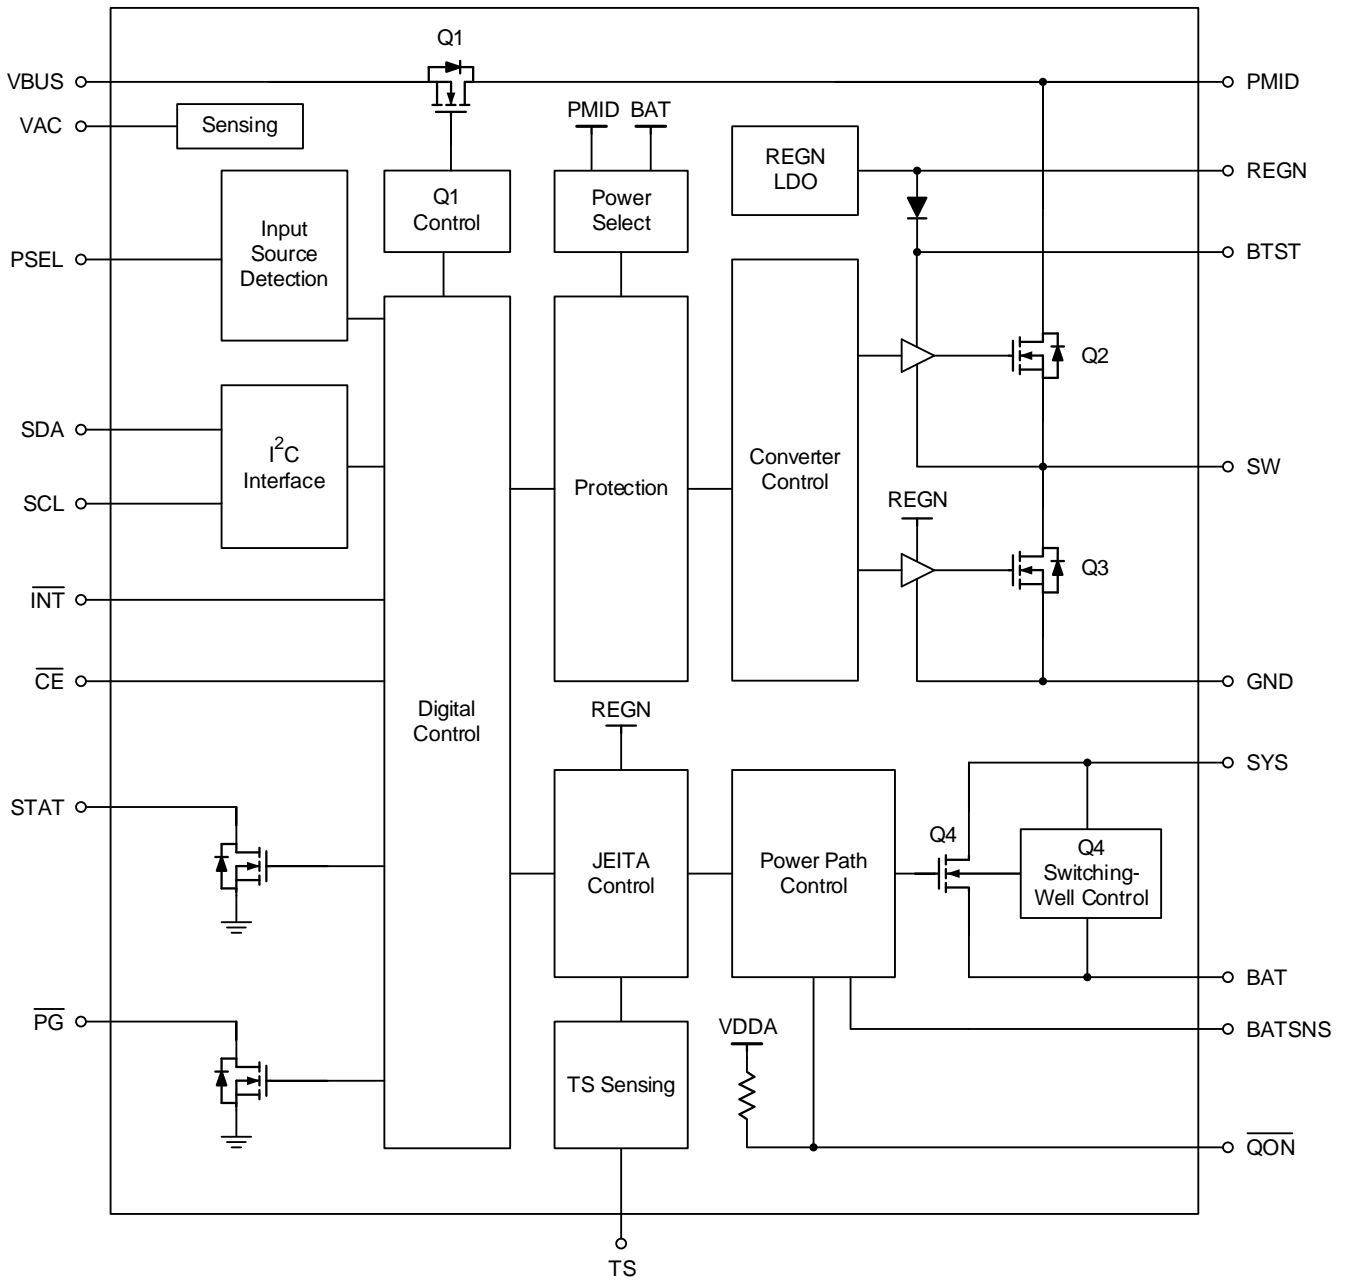 Q1
VBUS
PMID
VAC
Sensing
PMID BAT
REGN
LDO
REGN
Q1
Control
Power
Select
Input
Source
Detection
PSEL
BTST
Q2
SDA
I²C
Interface
SCL
Protection
Converter
Control
SW
REGN
Q3
INT
CE
GND
Digital
Control
REGN
SYS
STAT
JEITA
Control
Power Path
Control
Q4
Q4
Switching-
Well Control
BAT
PG
TS Sensing
VDDA
BATSNS
QON
TS